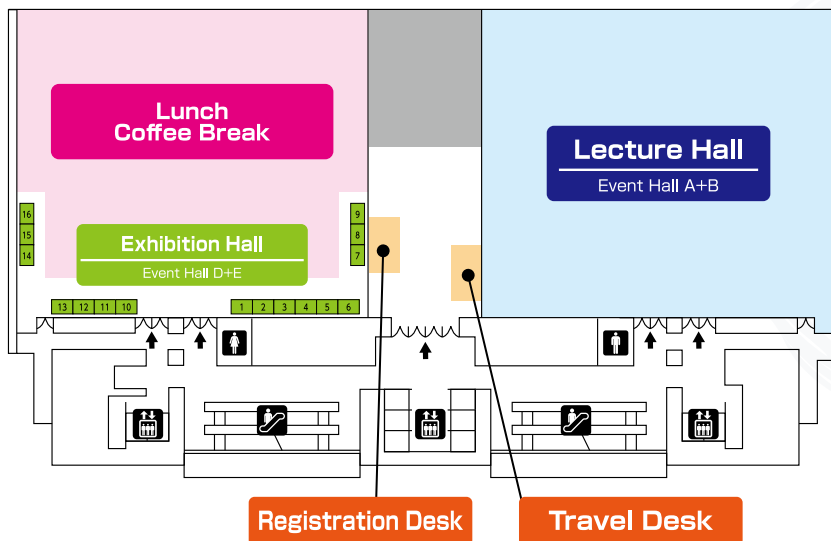 Lunch
Coffee Break
Lecture Hall
Event Hall A+B
16
15
14
Exhibition Hall
Event Hall D+E
9
8
7
13 12 11 10
1 2 3 4 5 6
Registration Desk
Travel Desk